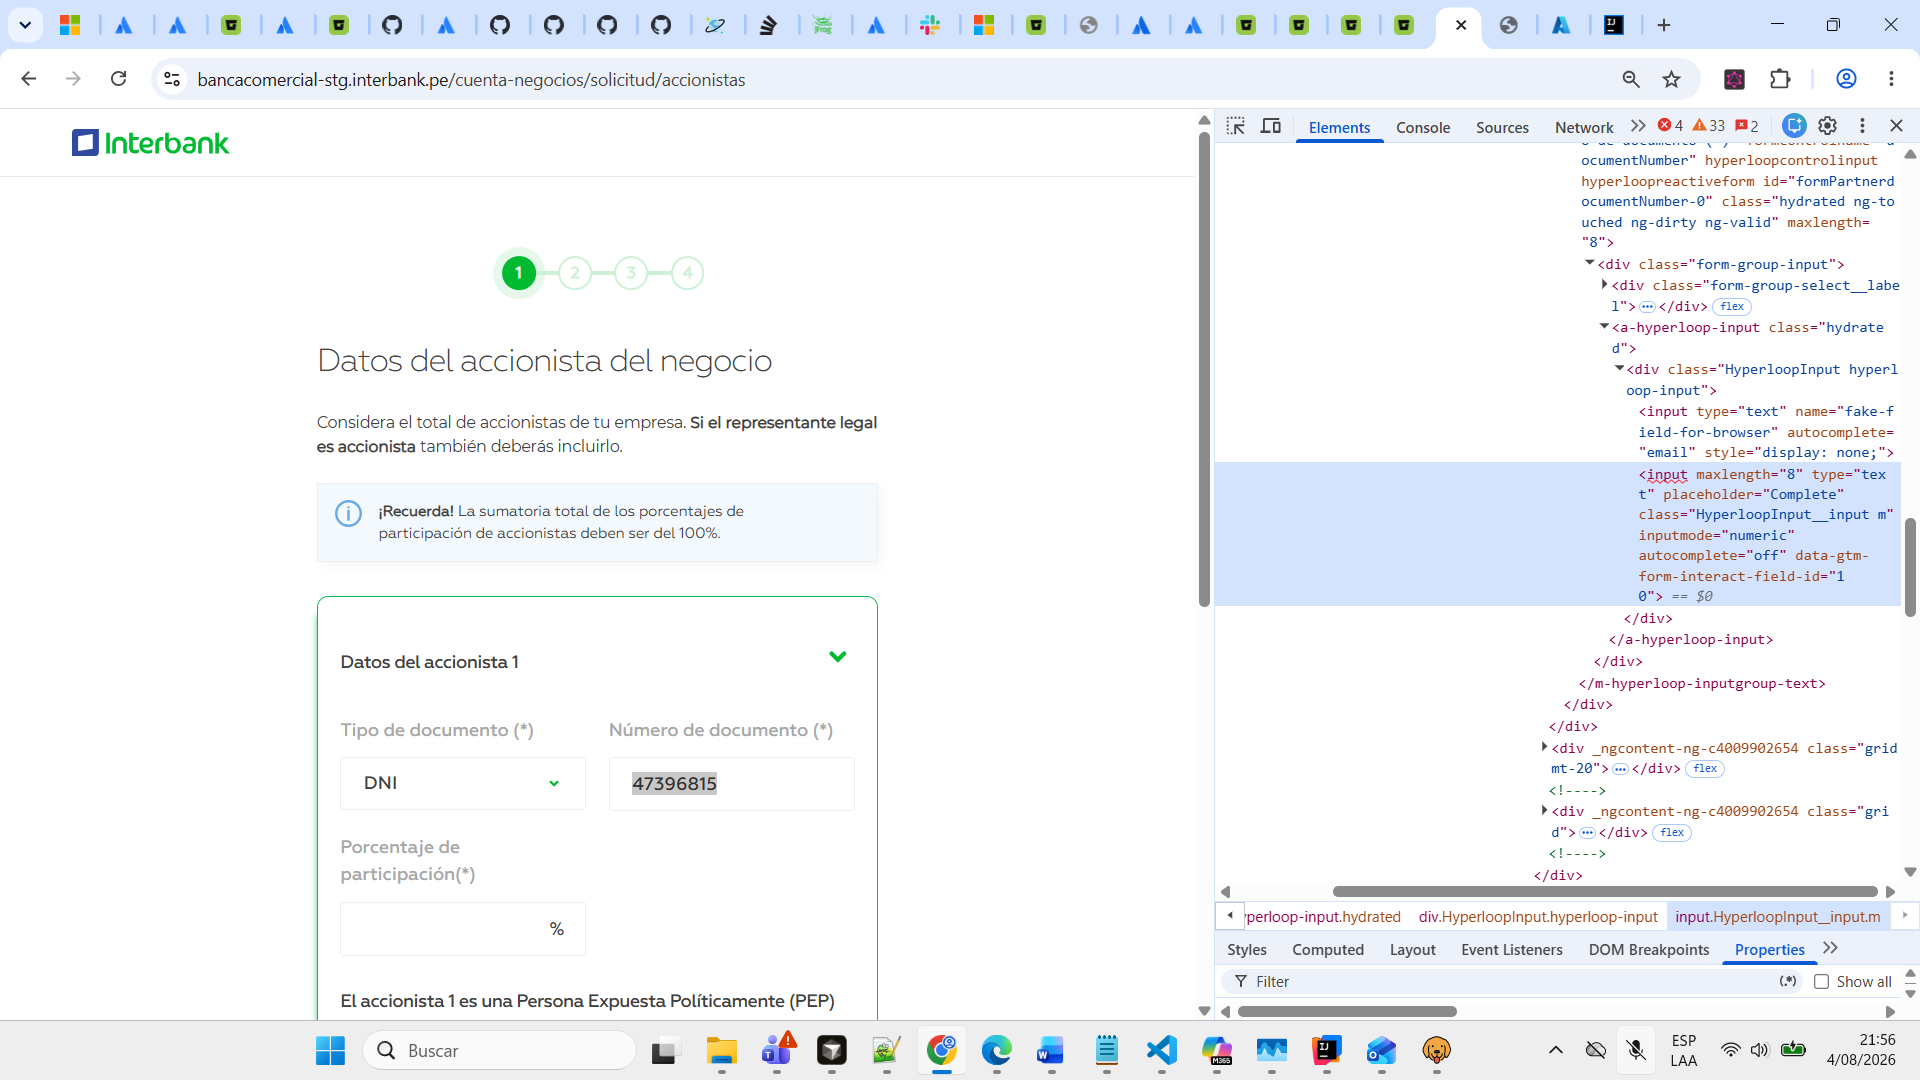 bancacomercial-stg.interbank.pe/cuenta-negocios/solicitud/accionistas
Interbank
1 2 3 4
Datos del accionista del negocio
Considera el total de accionistas de tu empresa. Si el representante legal
es accionista también deberás incluirlo.
¡Recuerda! La sumatoria total de los porcentajes de
participación de accionistas deben ser del 100%.
Datos del accionista 1
Tipo de documento (*) Número de documento (*)
DNI 47396815
Porcentaje de
participación(*)
%
El accionista 1 es una Persona Expuesta Políticamente (PEP)
Elements Console Sources Network 4 33 2
ocumentNumber" hyperloopcontrolinput
hyperloopreactiveform id="formPartnerd
ocumentNumber-0" class="hydrated ng-to
uched ng-dirty ng-valid" maxlength=
"8">
<div class="form-group-input">
<div class="form-group-select__labe
l"> ••• </div> flex
<a-hyperloop-input class="hydrate
d">
<div class="HyperloopInput hyperl
oop-input">
<input type="text" name="fake-f
ield-for-browser" autocomplete=
"email" style="display: none;">
<input maxlength="8" type="tex
t" placeholder="Complete"
class="HyperloopInput__input m"
inputmode="numeric"
autocomplete="off" data-gtm-
form-interact-field-id="1
0"> == $0
</div>
</a-hyperloop-input>
</div>
</m-hyperloop-inputgroup-text>
</div>
</div>
<div _ngcontent-ng-c4009902654 class="grid
mt-20"> ••• </div> flex
<!---->
<div _ngcontent-ng-c4009902654 class="gri
d"> ••• </div> flex
<!---->
</div>
yperloop-input.hydrated div.HyperloopInput.hyperloop-input input.HyperloopInput__input.m
Styles Computed Layout Event Listeners DOM Breakpoints Properties
Filter (.*) Show all
Buscar
ESP
LAA
21:56
4/08/2026